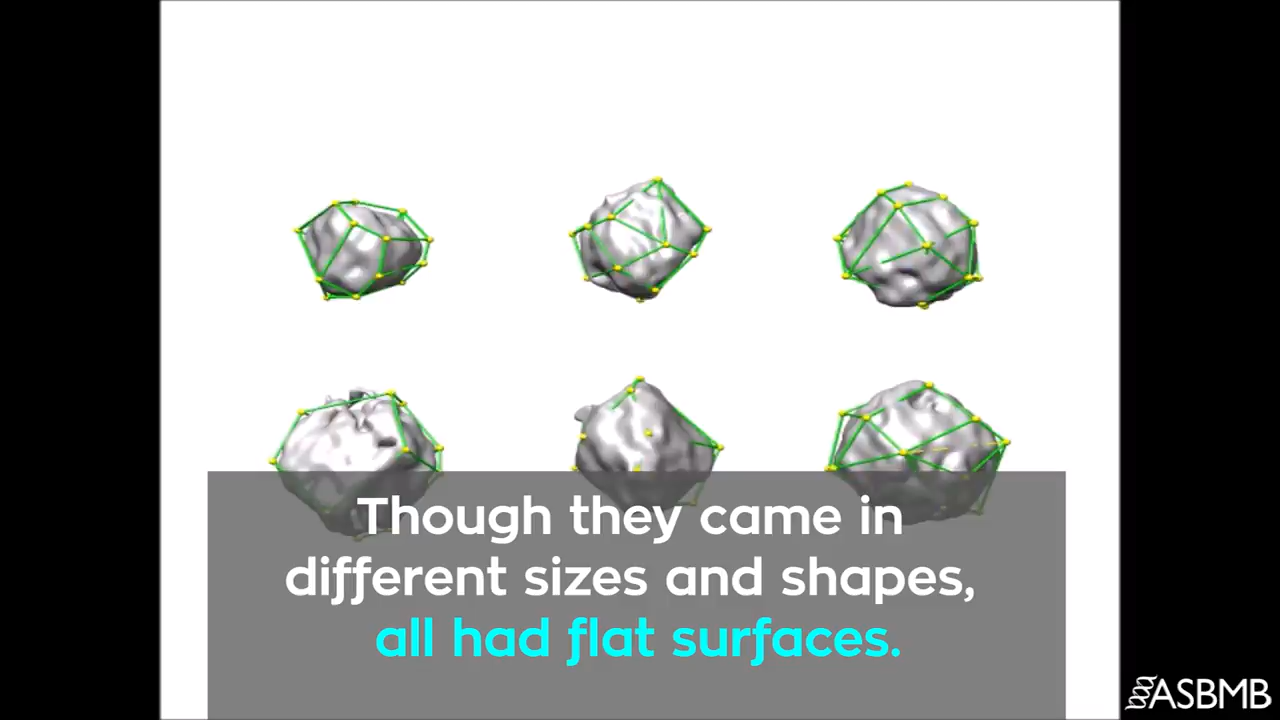 Though they came in
different sizes and shapes,
all had flat surfaces.
ASBMB